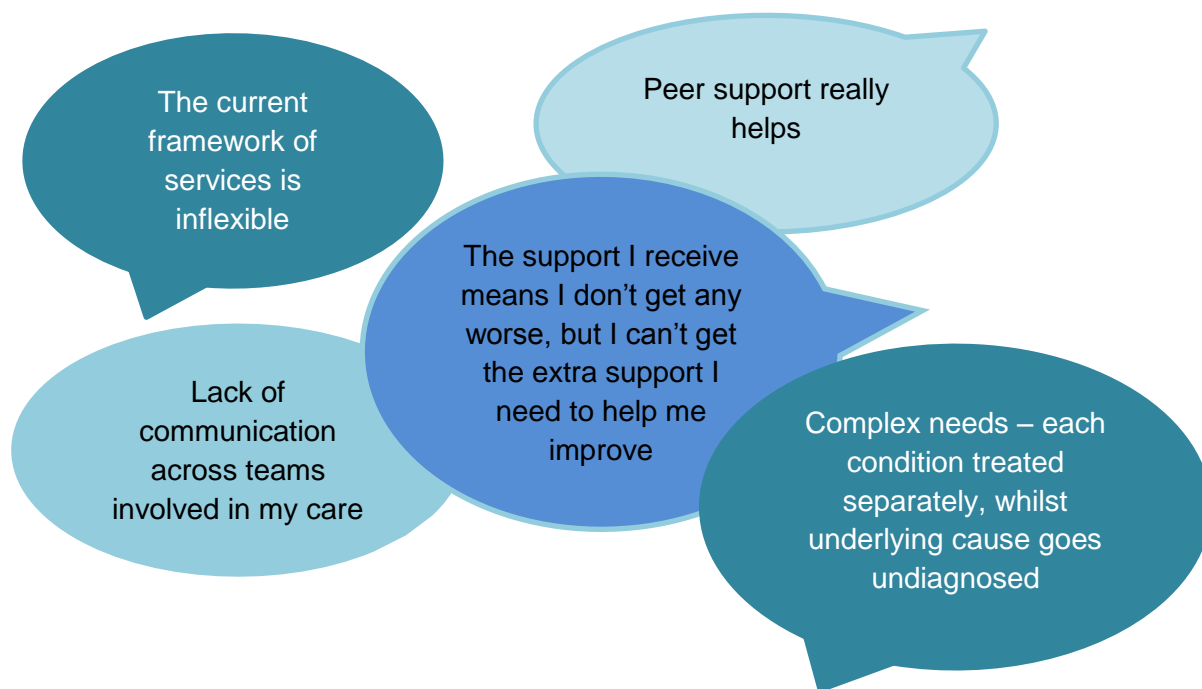 The current
framework of
services is
inflexible
Peer support really
helps
The support I receive
means I don’t get any
worse, but I can’t get
the extra support I
need to help me
improve
Lack of
communication
across teams
involved in my care
Complex needs – each
condition treated
separately, whilst
underlying cause goes
undiagnosed